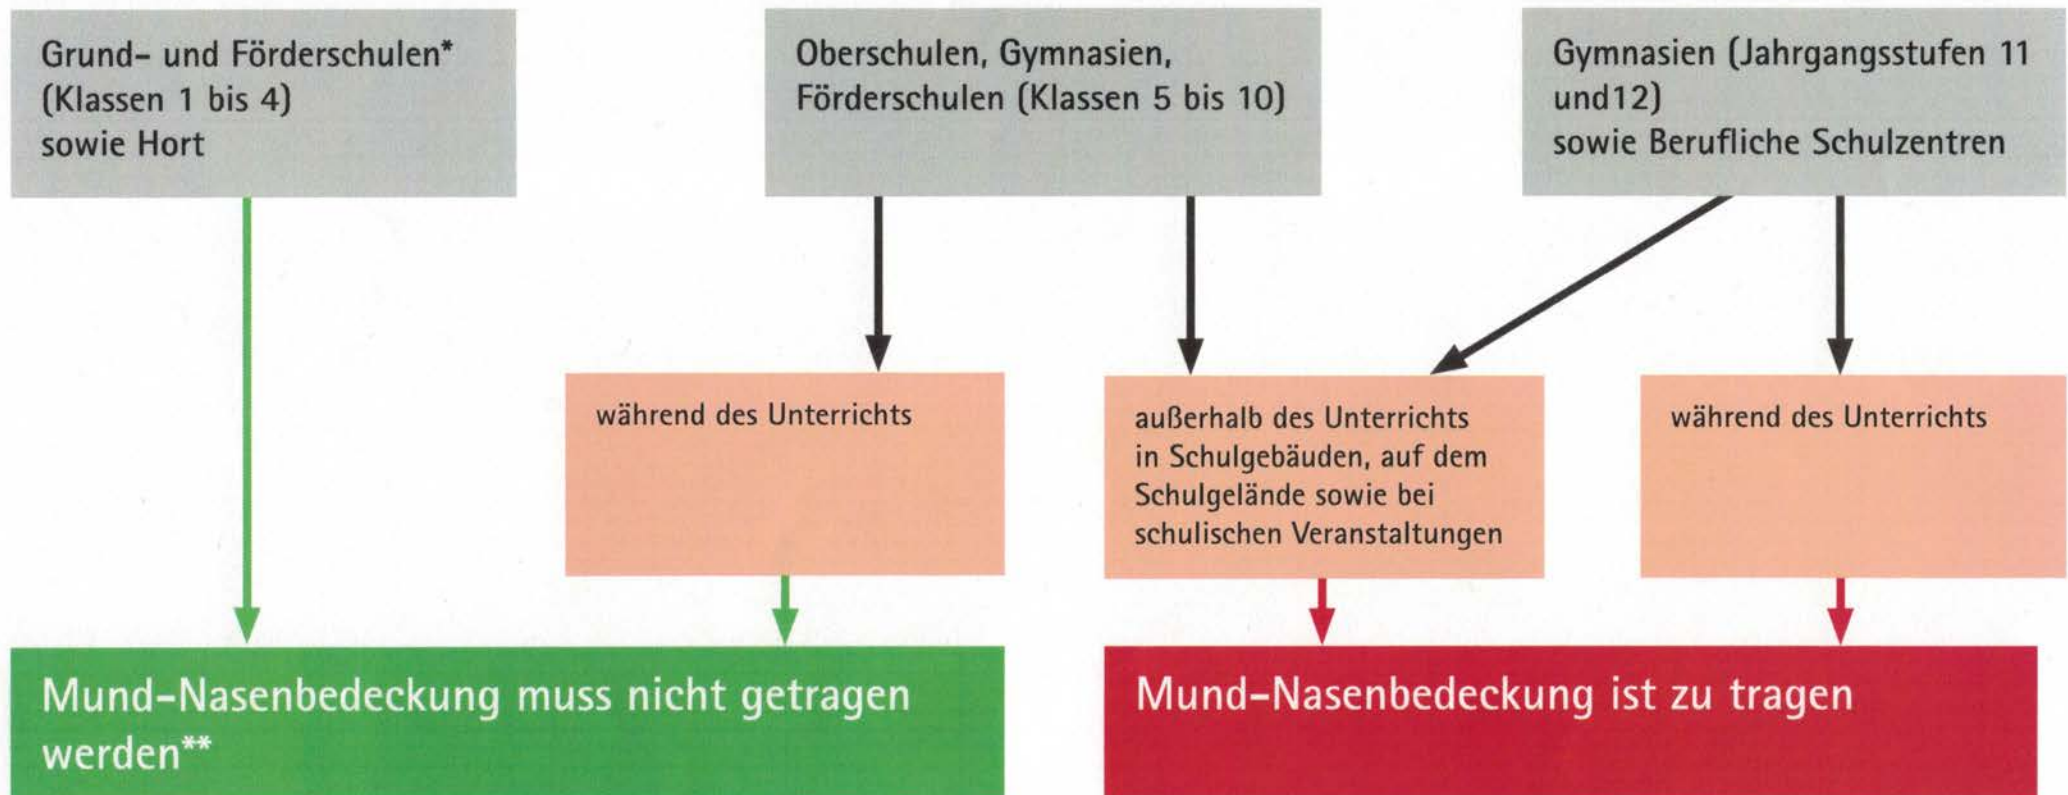 Grund- und Förderschulen*
(Klassen 1 bis 4)
sowie Hort
Oberschulen, Gymnasien,
Förderschulen (Klassen 5 bis 10)
Gymnasien (Jahrgangsstufen 11
und12)
sowie Berufliche Schulzentren
während des Unterrichts
außerhalb des Unterrichts
in Schulgebäuden, auf dem
Schulgelände sowie bei
schulischen Veranstaltungen
während des Unterrichts
Mund-Nasenbedeckung muss nicht getragen
werden**
Mund-Nasenbedeckung ist zu tragen